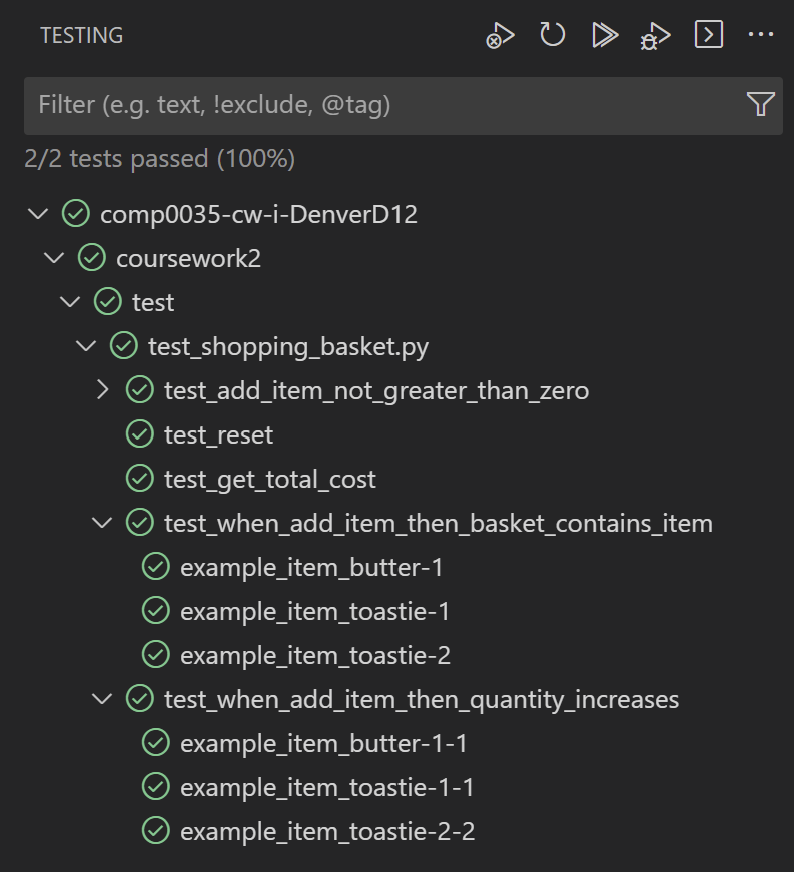 TESTING
Filter (e.g. text, !exclude, @tag)
2/2 tests passed (100%)
comp0035-cw-i-DenverD12
coursework2
test
test_shopping_basket.py
test_add_item_not_greater_than_zero
test_reset
test_get_total_cost
test_when_add_item_then_basket_contains_item
example_item_butter-1
example_item_toastie-1
example_item_toastie-2
test_when_add_item_then_quantity_increases
example_item_butter-1-1
example_item_toastie-1-1
example_item_toastie-2-2